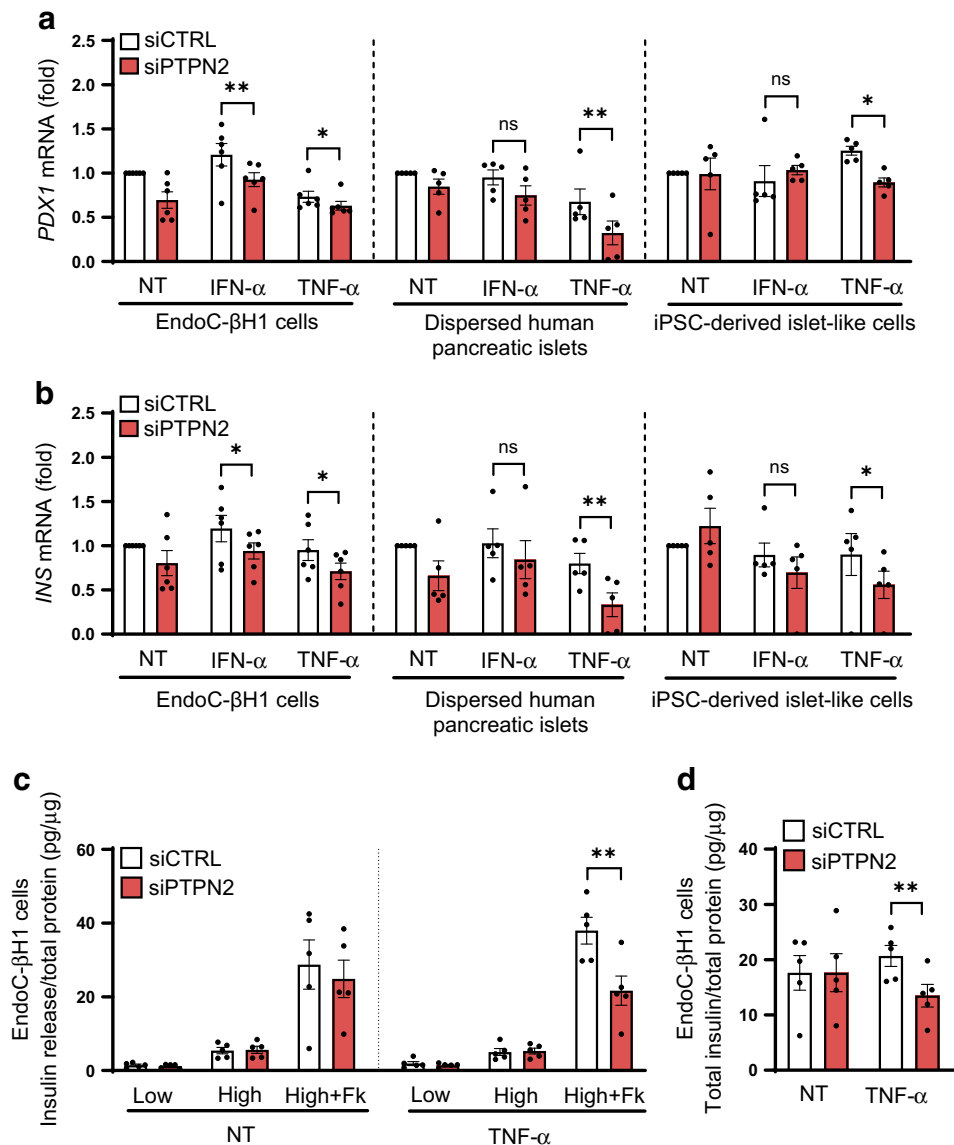 a
siCTRL
siPTPN2
PDX1 mRNA (fold)
2.5
2.0
1.5
1.0
0.5
0.0
** * ns ** ns *
NT IFN-α TNF-α NT IFN-α TNF-α NT IFN-α TNF-α
EndoC-βH1 cells Dispersed human pancreatic islets iPSC-derived islet-like cells
b
siCTRL
siPTPN2
INS mRNA (fold)
2.5
2.0
1.5
1.0
0.5
0.0
* * ns ** ns *
NT IFN-α TNF-α NT IFN-α TNF-α NT IFN-α TNF-α
EndoC-βH1 cells Dispersed human pancreatic islets iPSC-derived islet-like cells
c
EndoC-βH1 cells
Insulin release/total protein (pg/μg)
siCTRL
siPTPN2
60
40
20
0
**
Low High High+Fk Low High High+Fk
NT TNF-α
d
EndoC-βH1 cells
Total insulin/total protein (pg/μg)
siCTRL
siPTPN2
40
30
20
10
0
**
NT TNF-α